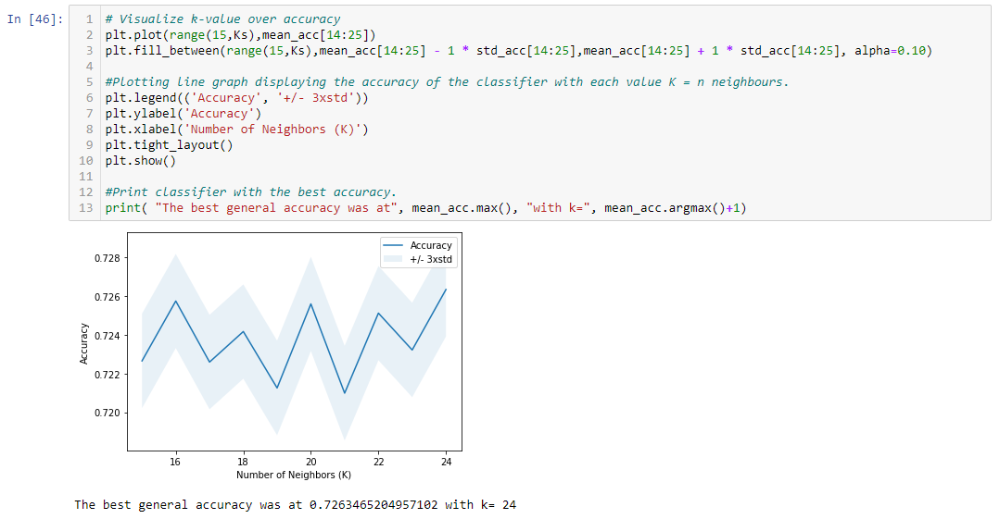 In [46]:
1 # Visualize k-value over accuracy
2 plt.plot(range(15,Ks),mean_acc[14:25])
3 plt.fill_between(range(15,Ks),mean_acc[14:25] - 1 * std_acc[14:25],mean_acc[14:25] + 1 * std_acc[14:25], alpha=0.10)
4
5 #Plotting line graph displaying the accuracy of the classifier with each value K = n neighbours.
6 plt.legend(('Accuracy', '+/- 3xstd'))
7 plt.ylabel('Accuracy')
8 plt.xlabel('Number of Neighbors (K)')
9 plt.tight_layout()
10 plt.show()
11
12 #Print classifier with the best accuracy.
13 print( "The best general accuracy was at", mean_acc.max(), "with k=", mean_acc.argmax()+1)
Accuracy
+/- 3xstd
0.728
0.726
0.724
0.722
0.720
Accuracy
16 18 20 22 24
Number of Neighbors (K)
The best general accuracy was at 0.7263465204957102 with k= 24